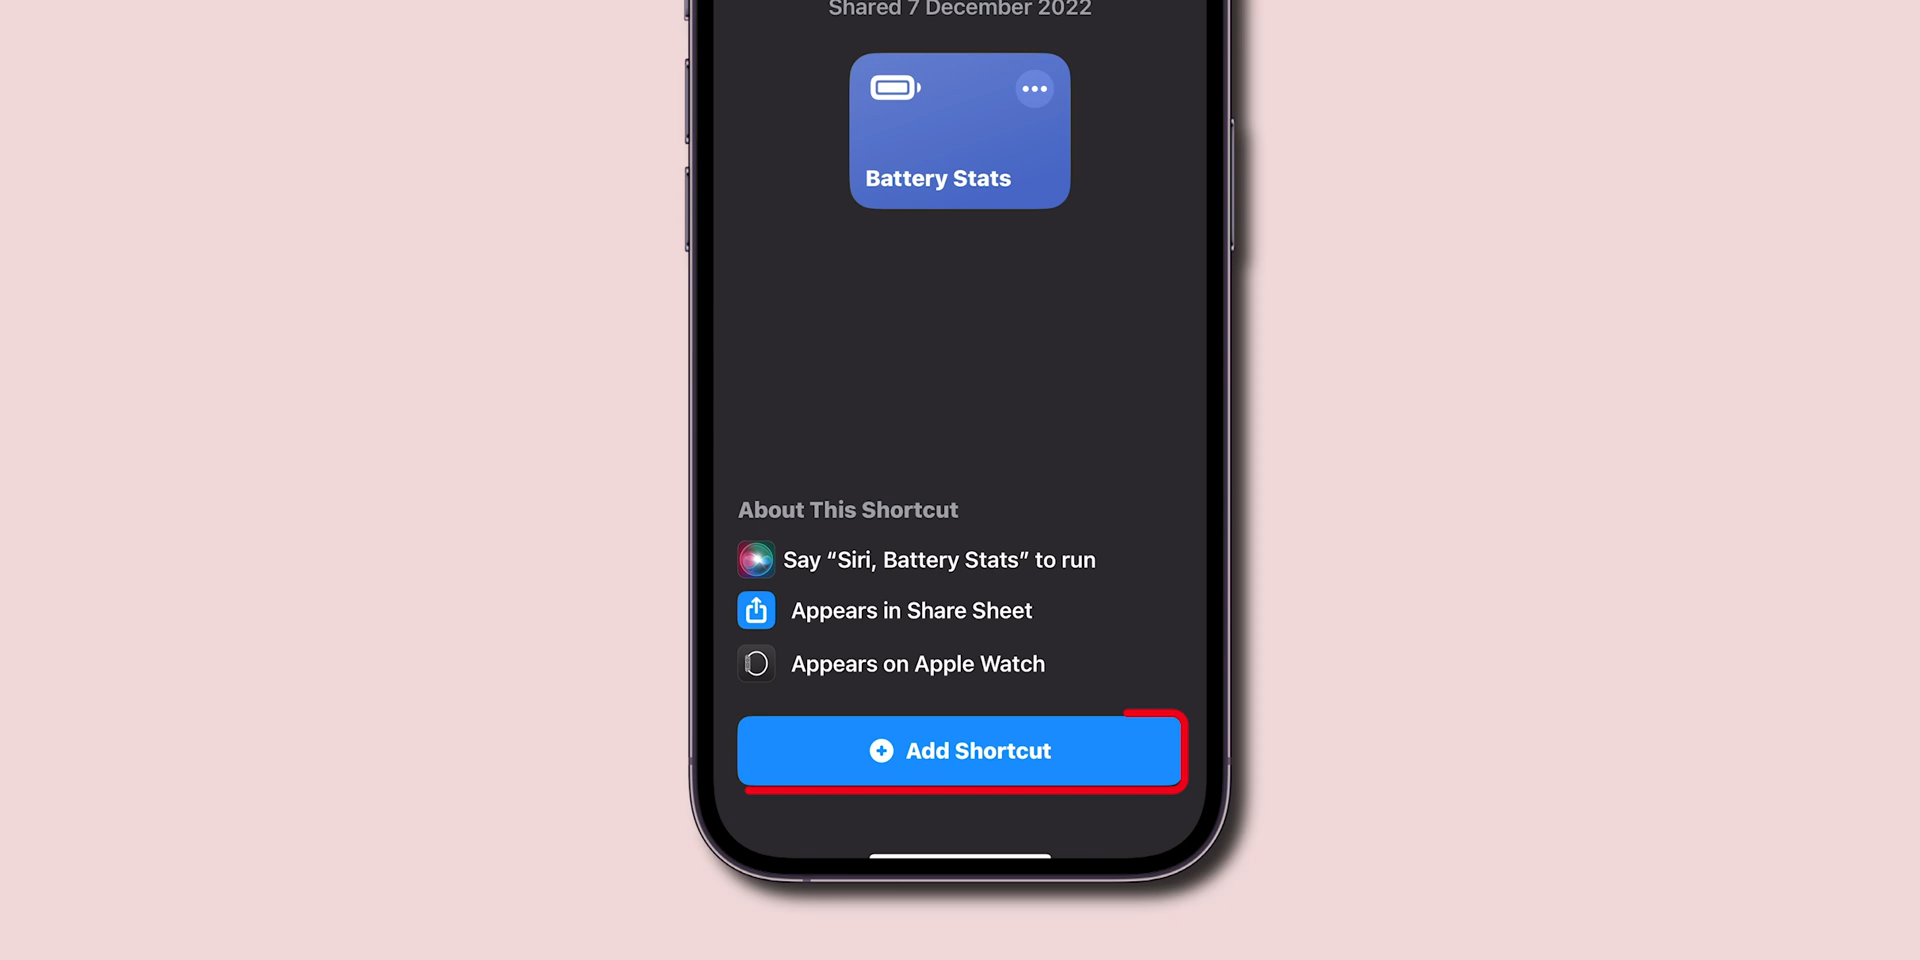 Shared 7 December 2022
Battery Stats
About This Shortcut
Say “Siri, Battery Stats” to run
Appears in Share Sheet
Appears on Apple Watch
Add Shortcut